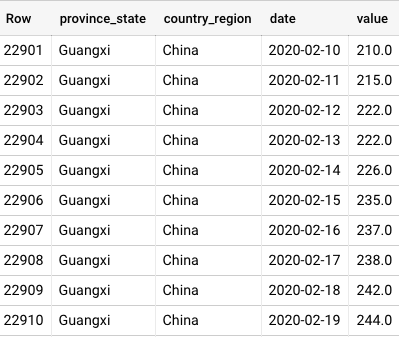 Row province_state country_region date value
22901 Guangxi China 2020-02-10 210.0
22902 Guangxi China 2020-02-11 215.0
22903 Guangxi China 2020-02-12 222.0
22904 Guangxi China 2020-02-13 222.0
22905 Guangxi China 2020-02-14 226.0
22906 Guangxi China 2020-02-15 235.0
22907 Guangxi China 2020-02-16 237.0
22908 Guangxi China 2020-02-17 238.0
22909 Guangxi China 2020-02-18 242.0
22910 Guangxi China 2020-02-19 244.0